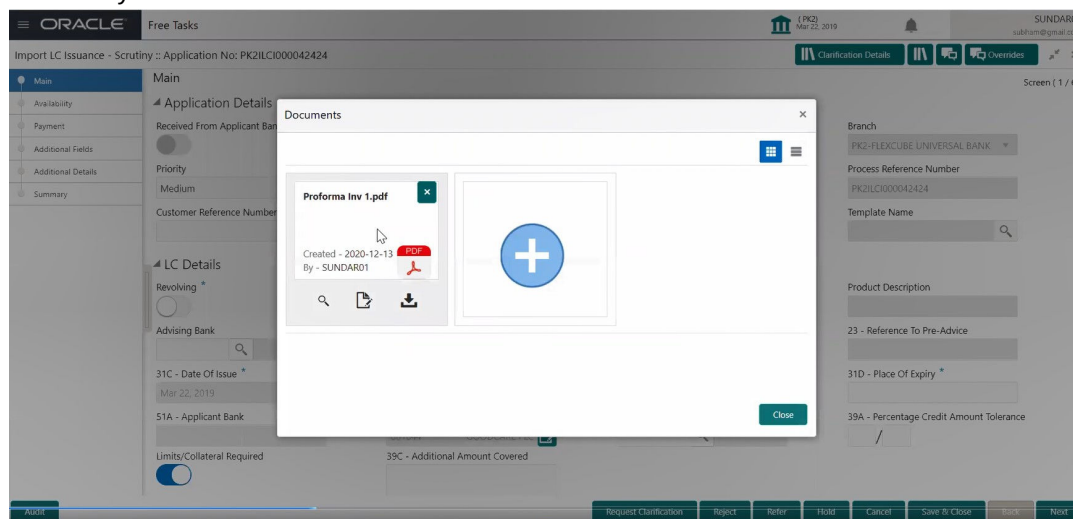 ORACLE
Free Tasks
( PK2)
Mar 22, 2019
SUNDAR0
subham@gmail.co
Import LC Issuance - Scrutiny :: Application No: PK2ILCI000042424
Clarification Details
Overrides
Main
Availability
Payment
Additional Fields
Additional Details
Summary
Main
Screen ( 1 / 6
Application Details
Received From Applicant Ban
Priority
Medium
Customer Reference Number
LC Details
Revolving *
Advising Bank
31C - Date Of Issue *
Mar 22, 2019
51A - Applicant Bank
Limits/Collateral Required
39C - Additional Amount Covered
Documents
Proforma Inv 1.pdf
Created - 2020-12-13
By - SUNDAR01
PDF
Close
Branch
PK2-FLEXCUBE UNIVERSAL BANK
Process Reference Number
PK2ILCI000042424
Template Name
Product Description
23 - Reference To Pre-Advice
31D - Place Of Expiry *
39A - Percentage Credit Amount Tolerance
/
Audit
Request Clarification
Reject
Refer
Hold
Cancel
Save & Close
Back
Next